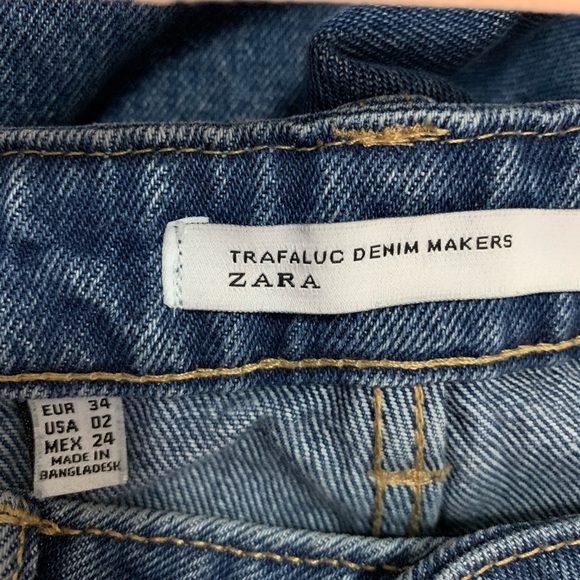 TRAFALUC DENIM MAKERS
ZARA
EUR 34
USA 02
MEX 24
MADE IN
BANGLADESH